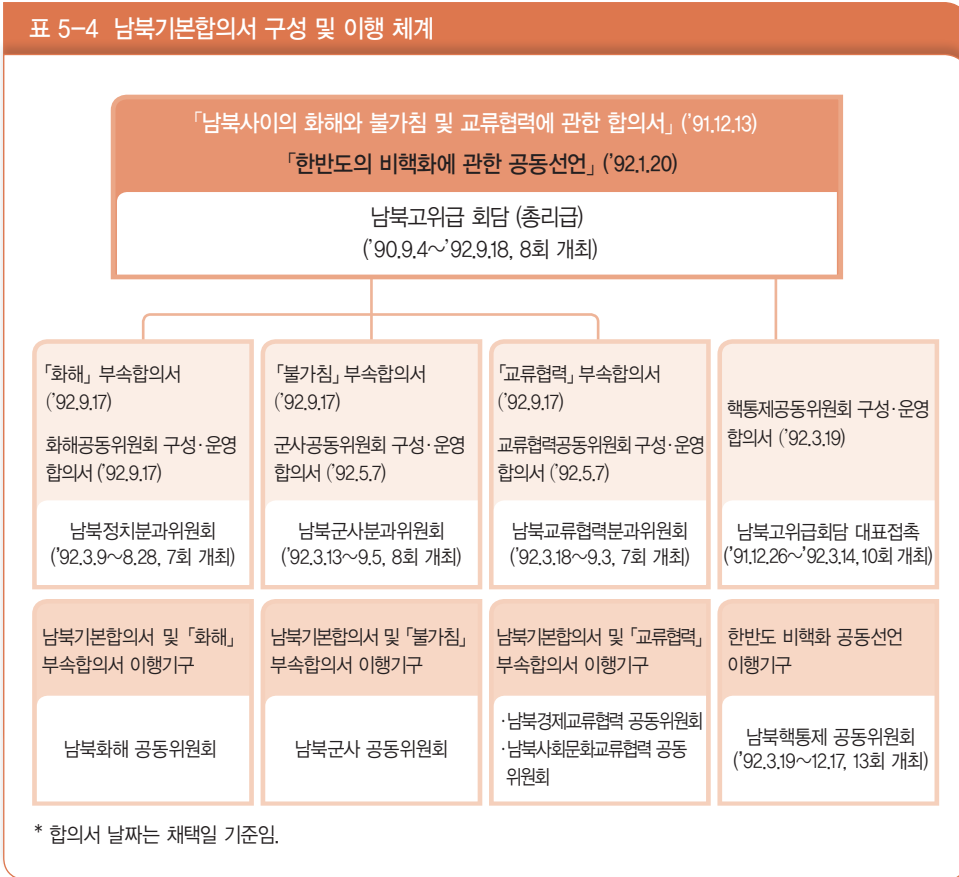 표 5-4 남북기본합의서 구성 및 이행 체계
「남북사이의 화해와 불가침 및 교류협력에 관한 합의서」 ('91.12.13)
「한반도의 비핵화에 관한 공동선언」 ('92.1.20)
남북고위급 회담 (총리급)
('90.9.4~'92.9.18, 8회 개최)
「화해」 부속합의서
('92.9.17)
화해공동위원회 구성·운영
합의서 ('92.9.17)
남북정치분과위원회
('92.3.9~8.28, 7회 개최)
「불가침」 부속합의서
('92.9.17)
군사공동위원회 구성·운영
합의서 ('92.5.7)
남북군사분과위원회
('92.3.13~9.5, 8회 개최)
「교류협력」 부속합의서
('92.9.17)
교류협력공동위원회 구성·운영
합의서 ('92.5.7)
남북교류협력분과위원회
('92.3.18~9.3, 7회 개최)
핵통제공동위원회 구성·운영
합의서 ('92.3.19)
남북고위급회담 대표접촉
('91.12.26~'92.3.14, 10회 개최)
남북기본합의서 및 「화해」
부속합의서 이행기구
남북화해 공동위원회
남북기본합의서 및 「불가침」
부속합의서 이행기구
남북군사 공동위원회
남북기본합의서 및 「교류협력」
부속합의서 이행기구
·남북경제교류협력 공동위원회
·남북사회문화교류협력 공동
위원회
한반도 비핵화 공동선언
이행기구
남북핵통제 공동위원회
('92.3.19~12.17, 13회 개최)
* 합의서 날짜는 채택일 기준임.